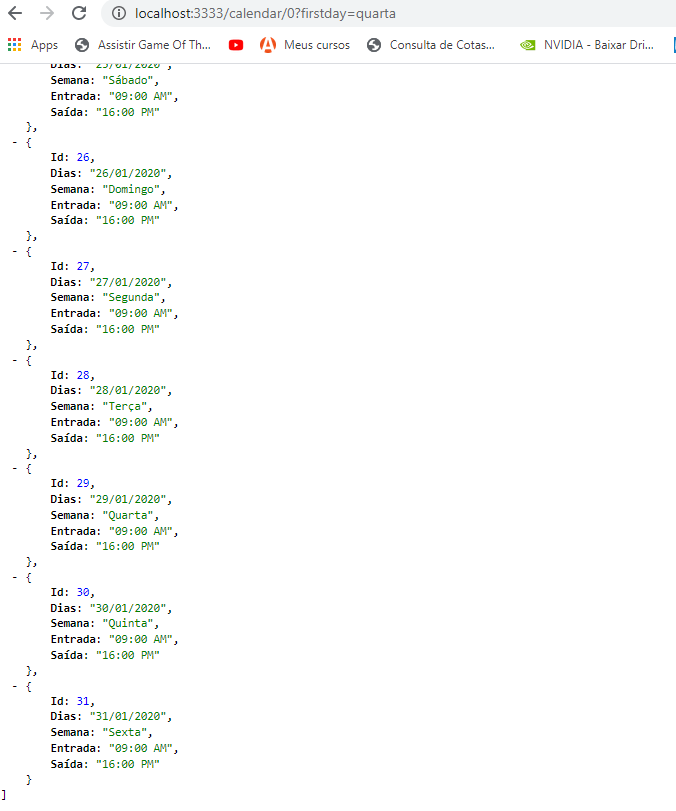 localhost:3333/calendar/0?firstday=quarta
Apps Assistir Game Of Th... Meus cursos Consulta de Cotas... NVIDIA - Baixar Dri...
Dias: "25/01/2020",
Semana: "Sábado",
Entrada: "09:00 AM",
Saída: "16:00 PM"
},
- {
Id: 26,
Dias: "26/01/2020",
Semana: "Domingo",
Entrada: "09:00 AM",
Saída: "16:00 PM"
},
- {
Id: 27,
Dias: "27/01/2020",
Semana: "Segunda",
Entrada: "09:00 AM",
Saída: "16:00 PM"
},
- {
Id: 28,
Dias: "28/01/2020",
Semana: "Terça",
Entrada: "09:00 AM",
Saída: "16:00 PM"
},
- {
Id: 29,
Dias: "29/01/2020",
Semana: "Quarta",
Entrada: "09:00 AM",
Saída: "16:00 PM"
},
- {
Id: 30,
Dias: "30/01/2020",
Semana: "Quinta",
Entrada: "09:00 AM",
Saída: "16:00 PM"
},
- {
Id: 31,
Dias: "31/01/2020",
Semana: "Sexta",
Entrada: "09:00 AM",
Saída: "16:00 PM"
}
]